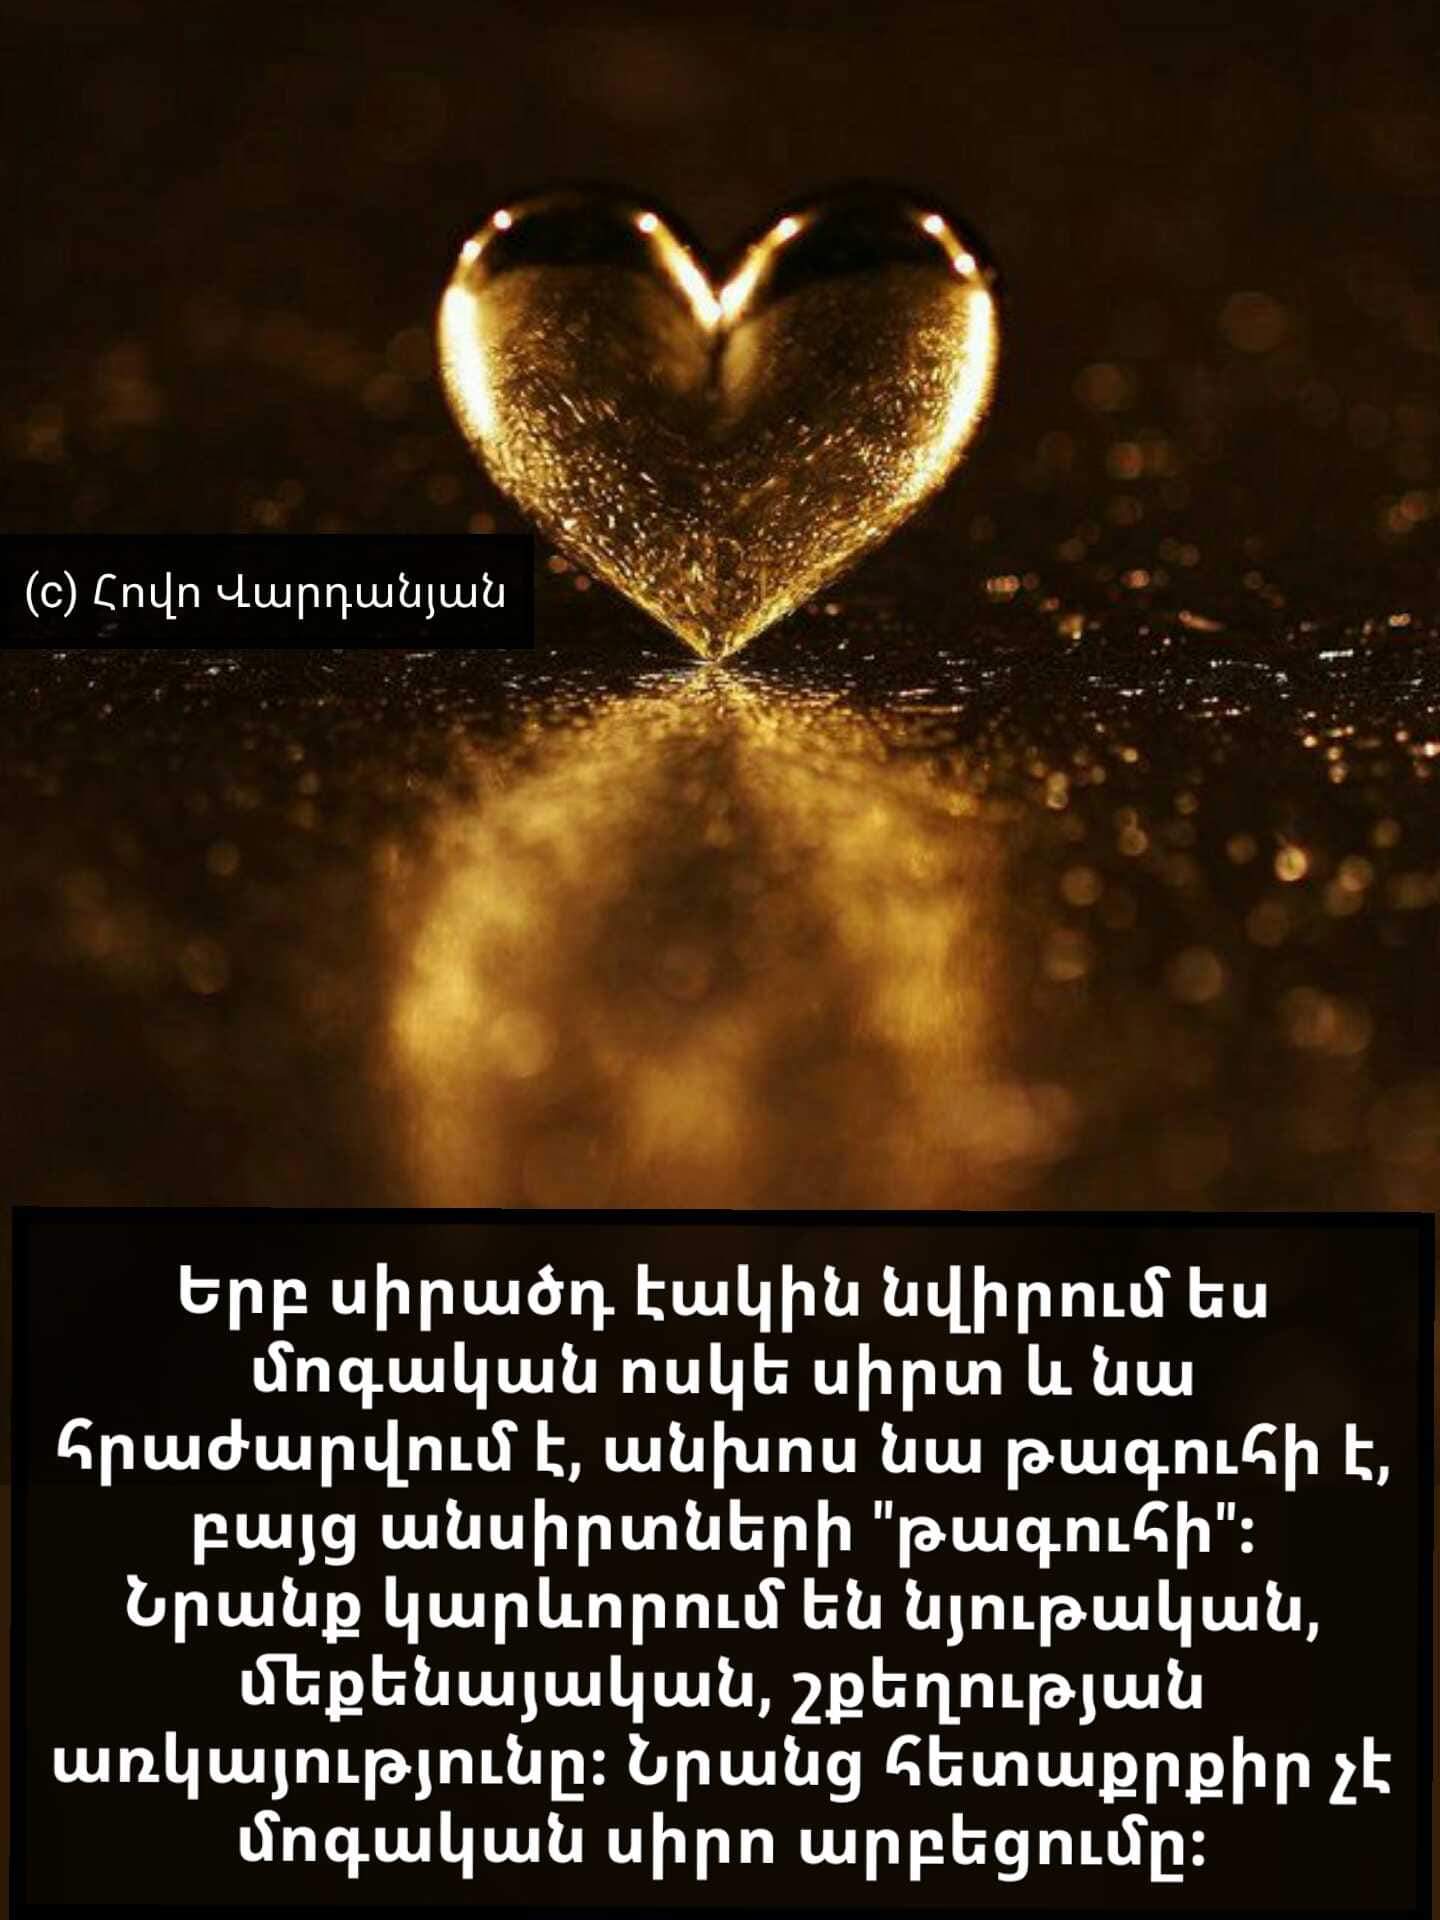 (c) Հովո Վարդանյան
Երբ սիրածդ էակին նվիրում ես
մոգական ոսկե սիրտ և նա
հրաժարվում է, անխոս նա թագուհի է,
բայց անսիրտների "թագուհի":
Նրանք կարևորում են նյութական,
մեքենայական, շքեղության
առկայությունը: Նրանց հետաքրքիր չէ
մոգական սիրո արբեցումը: